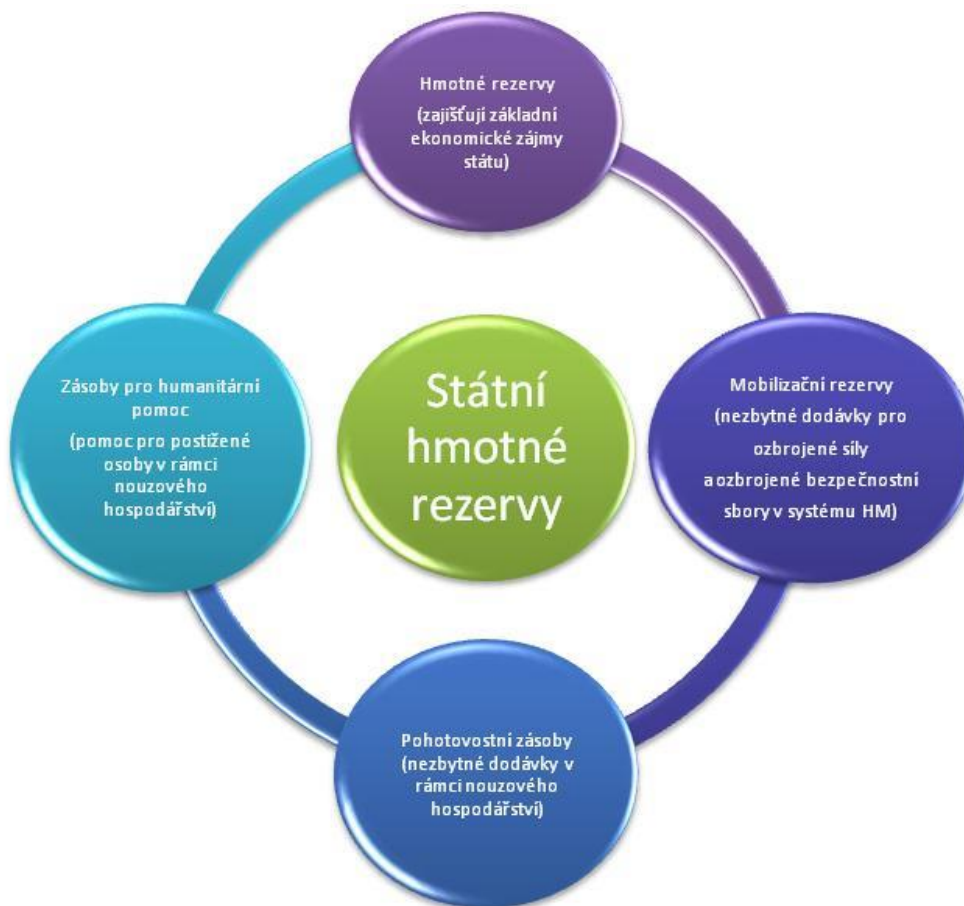 Hmotné rezervy
(zajišťují základní
ekonomické zájmy
státu)
Zásoby pro humanitární
pomoc
(pomoc pro postížené
osoby v rámci
nouzového
hospodářství)
Státní
hmotné
rezervy
Mobilizační rezervy
(nezbytné dodávky pro
ozbrojené síly
a ozbrojené bezpečnostní
sbory v systému HM)
Pohotovostní zásoby
(nezbytné dodávky v
rámci nouzového
hospodářství)